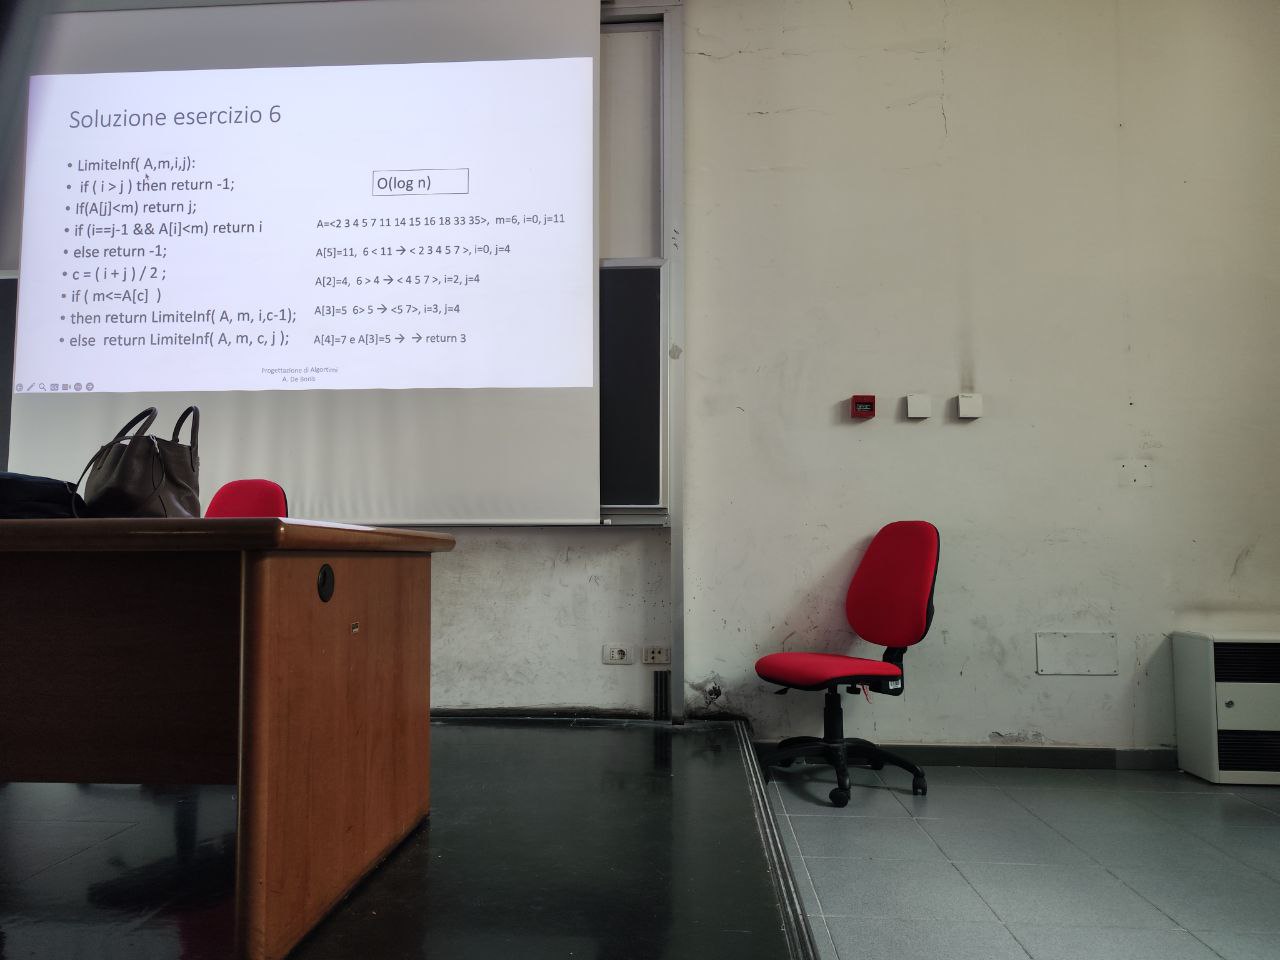 Soluzione esercizio 6
• LimiteInf( A,m,i,j):
• if ( i > j ) then return -1;
• If(A[j]<m) return j;
• if (i==j-1 && A[i]<m) return i
• else return -1;
• c = ( i + j ) / 2 ;
• if ( m<=A[c] )
• then return LimiteInf( A, m, i,c-1);
• else return LimiteInf( A, m, c, j );
O(log n)
A=<2 3 4 5 7 11 14 15 16 18 33 35>, m=6, i=0, j=11
A[5]=11, 6 < 11 → < 2 3 4 5 7 >, i=0, j=4
A[2]=4, 6 > 4 → < 4 5 7 >, i=2, j=4
A[3]=5 6> 5 → <5 7>, i=3, j=4
A[4]=7 e A[3]=5 → → return 3
Progettazione di Algoritmi
A. De Bonis